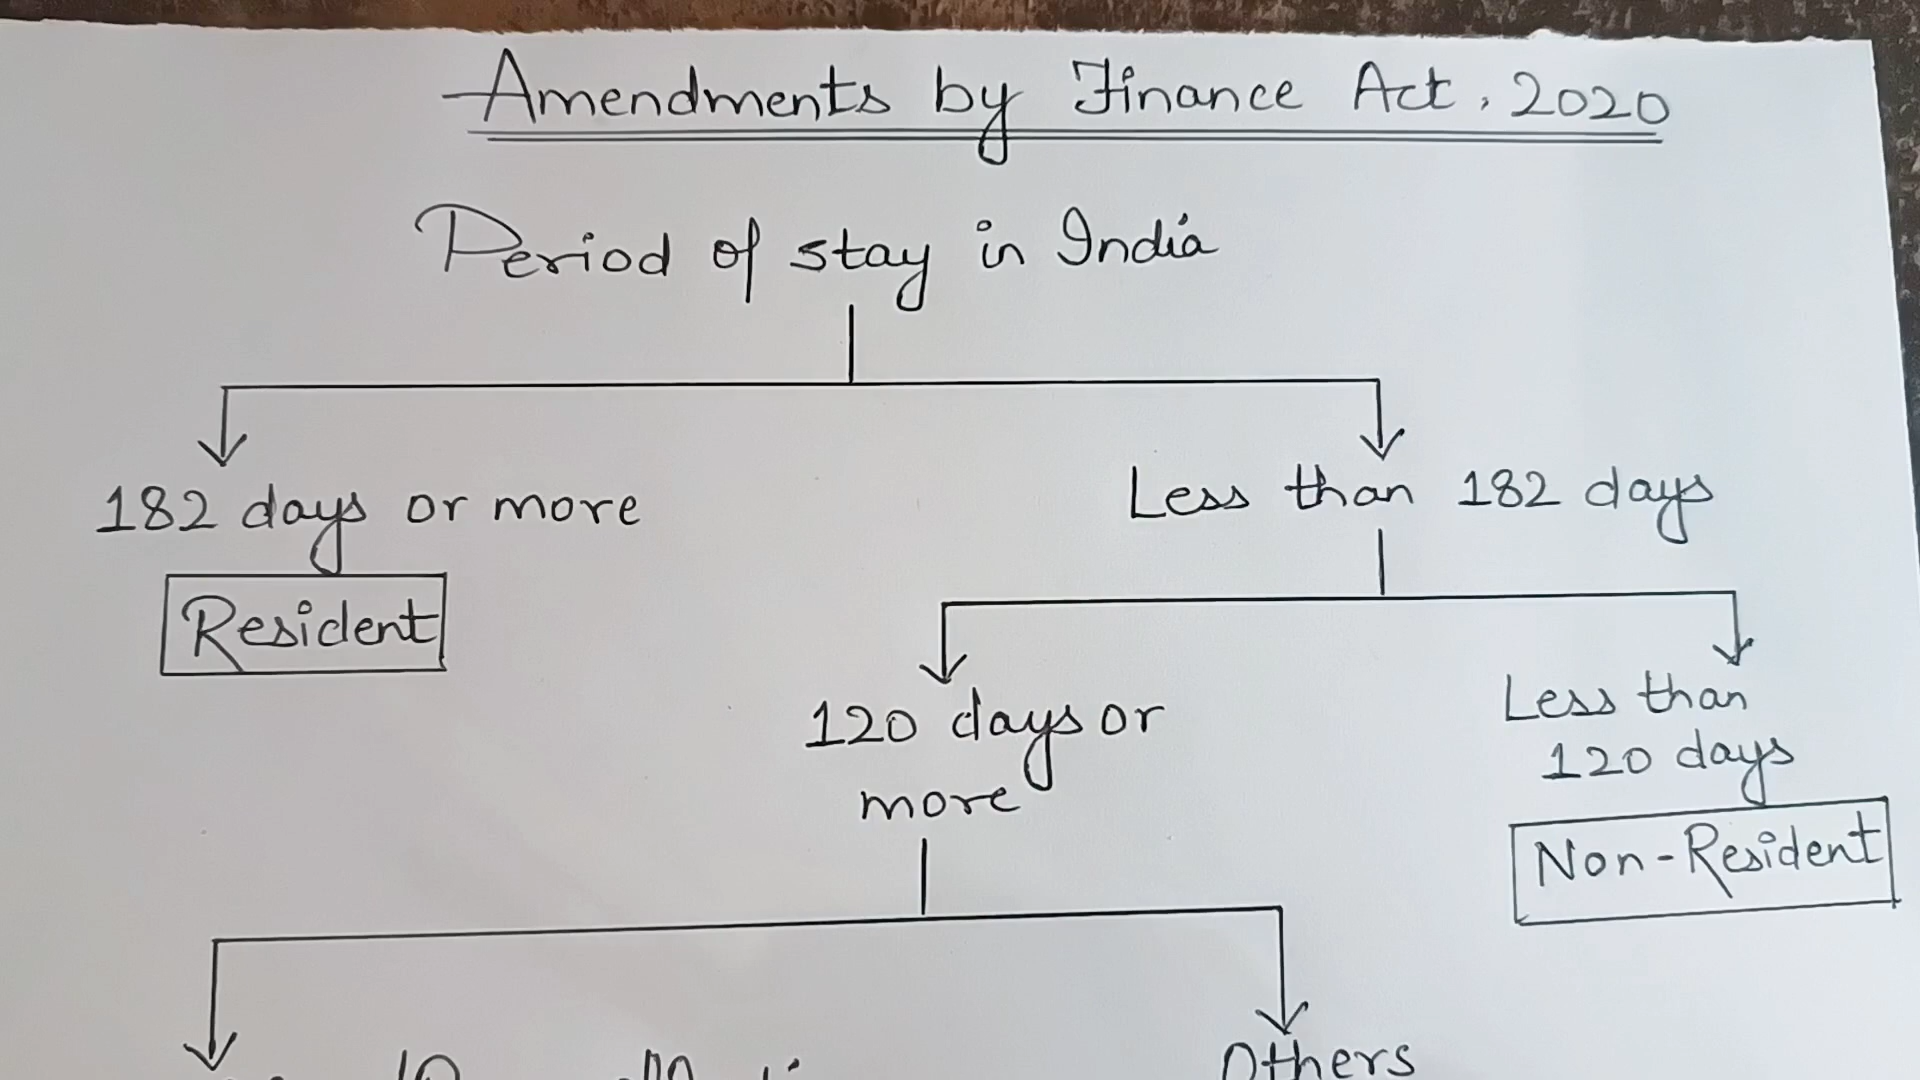 Amendments by Finance Act, 2020
Period of stay in India
182 days or more
Less than 182 days
Resident
120 days or
more
Less than
120 days
Non-Resident
Others